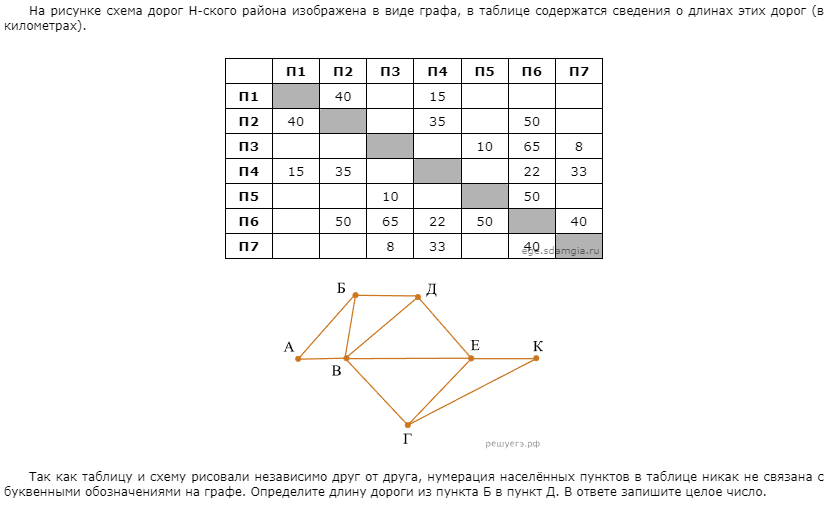 На рисунке схема дорог Н-ского района изображена в виде графа, в таблице содержатся сведения о длинах этих дорог (в
километрах).
П1 П2 П3 П4 П5 П6 П7
П1 40 15
П2 40 35 50
П3 10 65 8
П4 15 35 22 33
П5 10 50
П6 50 65 22 50 40
П7 8 33 40
ege.sdamgia.ru
Б Д
А В Е К
Г
решуегэ.рф
Так как таблицу и схему рисовали независимо друг от друга, нумерация населённых пунктов в таблице никак не связана с
буквенными обозначениями на графе. Определите длину дороги из пункта Б в пункт Д. В ответе запишите целое число.